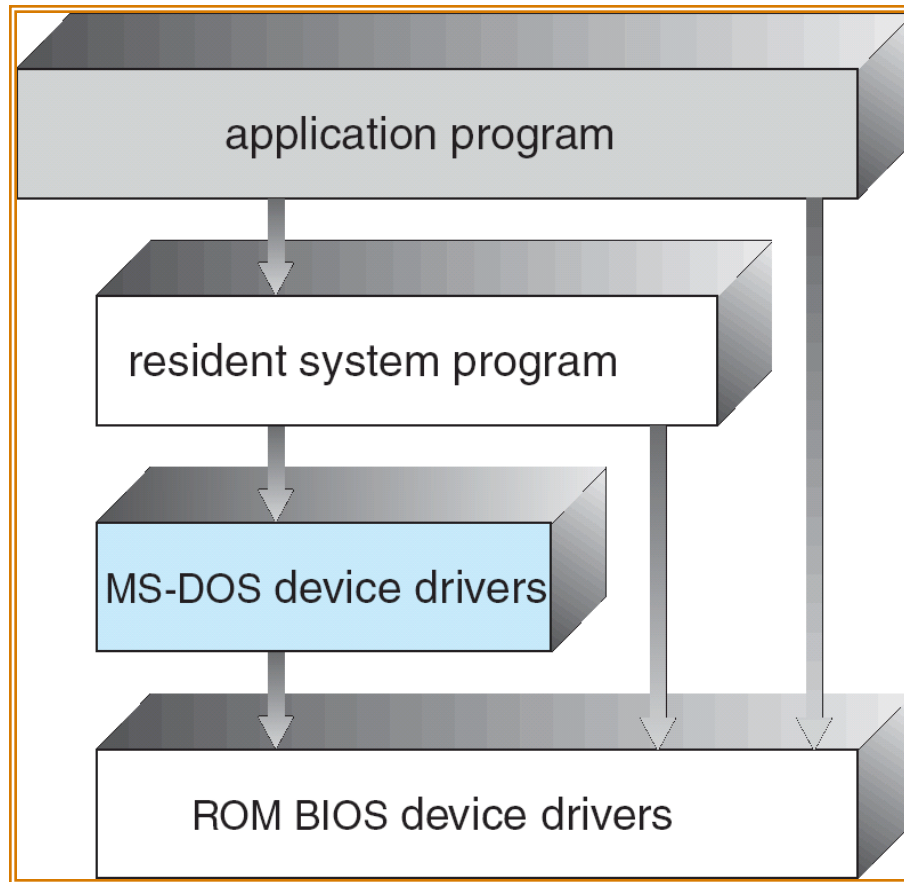 application program
resident system program
MS-DOS device drivers
ROM BIOS device drivers